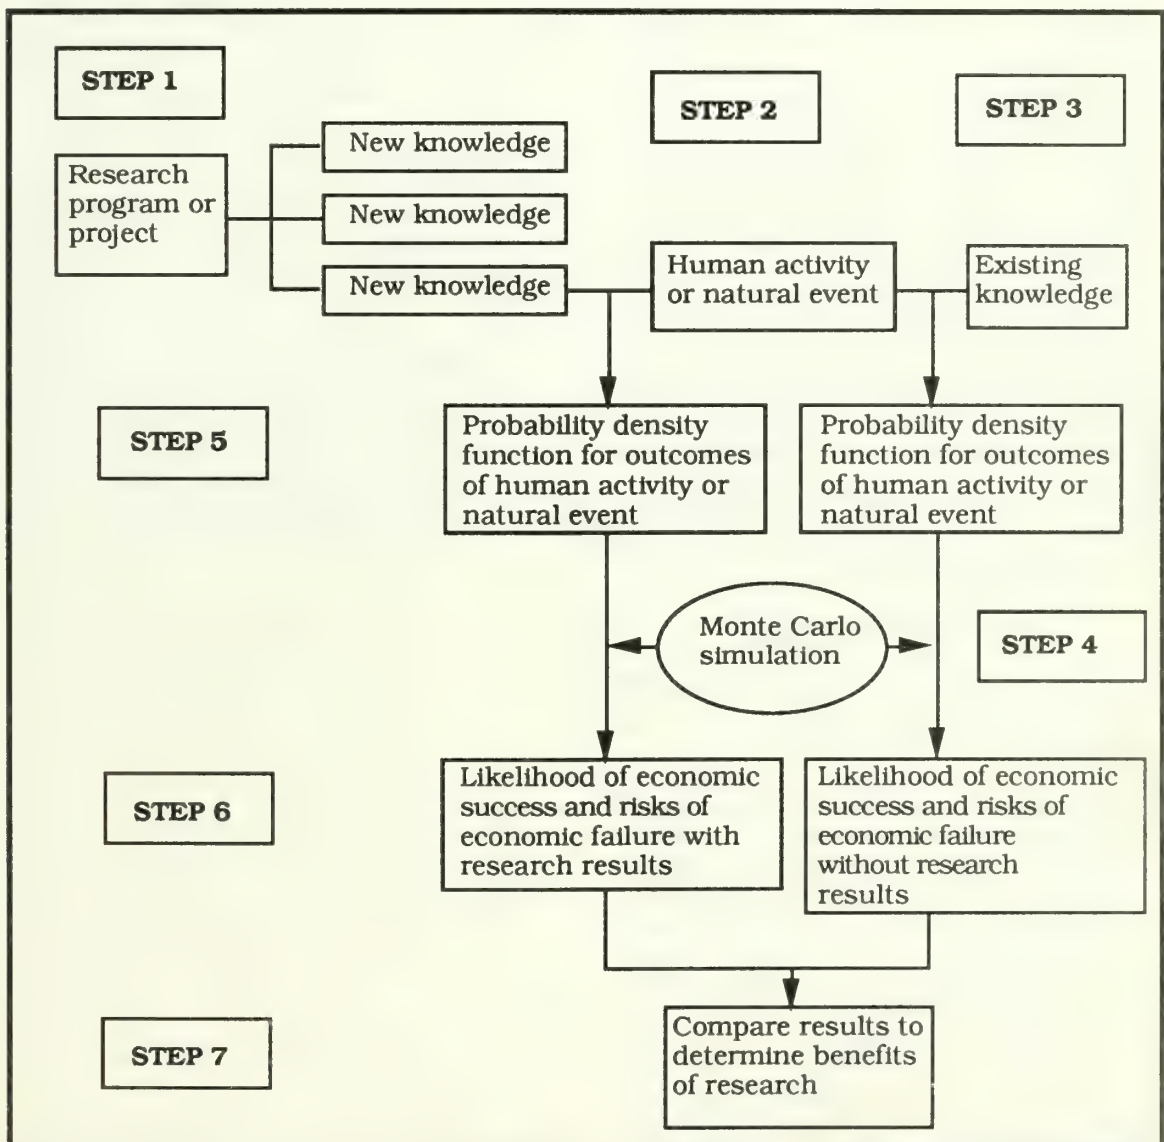 STEP 1
STEP 2
STEP 3
Research
program or
project
New knowledge
New knowledge
New knowledge
Human activity
or natural event
Existing
knowledge
STEP 5
Probability density
function for outcomes
of human activity or
natural event
Probability density
function for outcomes
of human activity or
natural event
Monte Carlo
simulation
STEP 4
STEP 6
Likelihood of economic
success and risks of
economic failure with
research results
Likelihood of economic
success and risks of
economic failure
without research
results
STEP 7
Compare results to
determine benefits
of research